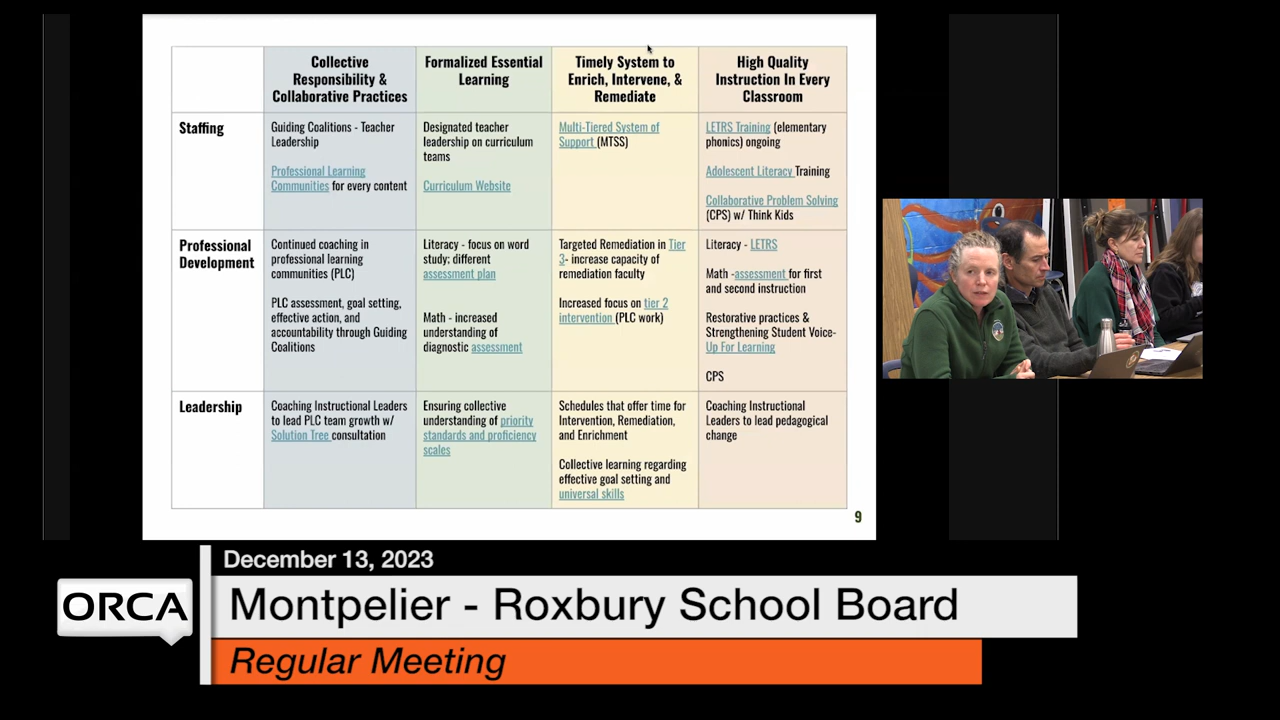 Collective
Responsibility &
Collaborative Practices
Formalized Essential
Learning
Timely System to
Enrich, Intervene, &
Remediate
High Quality
Instruction In Every
Classroom
Staffing
Guiding Coalitions - Teacher
Leadership
Professional Learning
Communities for every content
Designated teacher
leadership on curriculum
teams
Curriculum Website
Multi-Tiered System of
Support (MTSS)
LETRS Training (elementary
phonics) ongoing
Adolescent Literacy Training
Collaborative Problem Solving
(CPS) w/ Think Kids
Professional
Development
Continued coaching in
professional learning
communities (PLC)
PLC assessment, goal setting,
effective action, and
accountability through Guiding
Coalitions
Literacy - focus on word
study; different
assessment plan
Math - increased
understanding of
diagnostic assessment
Targeted Remediation in Tier
3- increase capacity of
remediation faculty
Increased focus on tier 2
intervention (PLC work)
Literacy - LETRS
Math -assessment for first
and second instruction
Restorative practices &
Strengthening Student Voice-
Up For Learning
CPS
Leadership
Coaching Instructional Leaders
to lead PLC team growth w/
Solution Tree consultation
Ensuring collective
understanding of priority
standards and proficiency
scales
Schedules that offer time for
Intervention, Remediation,
and Enrichment
Collective learning regarding
effective goal setting and
universal skills
Coaching Instructional
Leaders to lead pedagogical
change
9
December 13, 2023
ORCA
Montpelier - Roxbury School Board
Regular Meeting